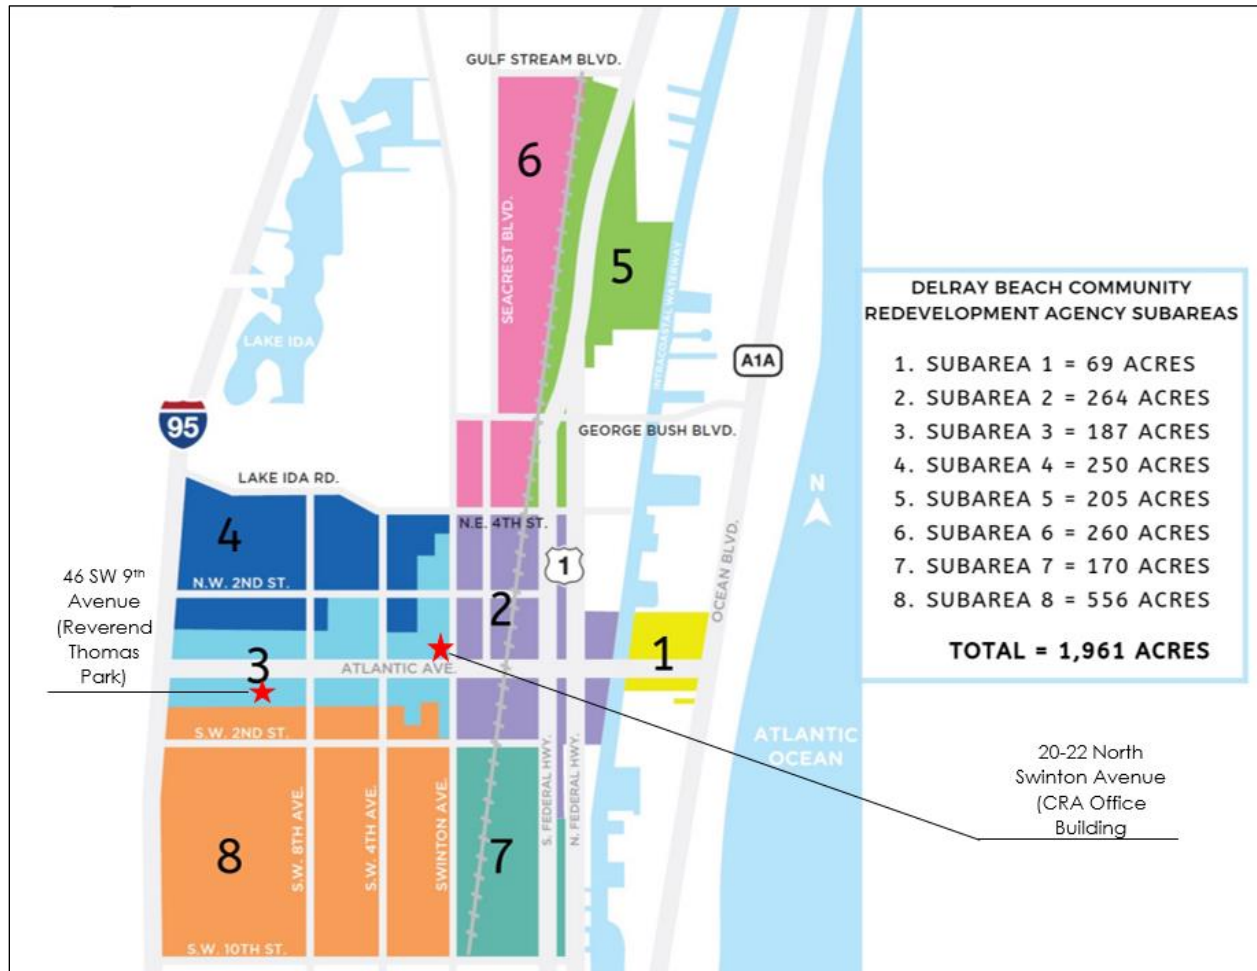 GULF STREAM BLVD.
6
SEACREST BLVD.
5
INTRACOASTAL WATERWAY
LAKE IDA
A1A
95
GEORGE BUSH BLVD.
LAKE IDA RD.
N
4
N.E. 4TH ST.
1
OCEAN BLVD.
N.W. 2ND ST.
2
46 SW 9th
Avenue
(Reverend
Thomas
Park)
3
ATLANTIC AVE.
1
S.W. 2ND ST.
ATLANTIC
OCEAN
S.W. 8TH AVE.
S.W. 4TH AVE.
SWINTON AVE.
S. FEDERAL HWY.
N. FEDERAL HWY.
8
7
S.W. 10TH ST.
DELRAY BEACH COMMUNITY
REDEVELOPMENT AGENCY SUBAREAS
1. SUBAREA 1 = 69 ACRES
2. SUBAREA 2 = 264 ACRES
3. SUBAREA 3 = 187 ACRES
4. SUBAREA 4 = 250 ACRES
5. SUBAREA 5 = 205 ACRES
6. SUBAREA 6 = 260 ACRES
7. SUBAREA 7 = 170 ACRES
8. SUBAREA 8 = 556 ACRES
TOTAL = 1,961 ACRES
20-22 North
Swinton Avenue
(CRA Office
Building